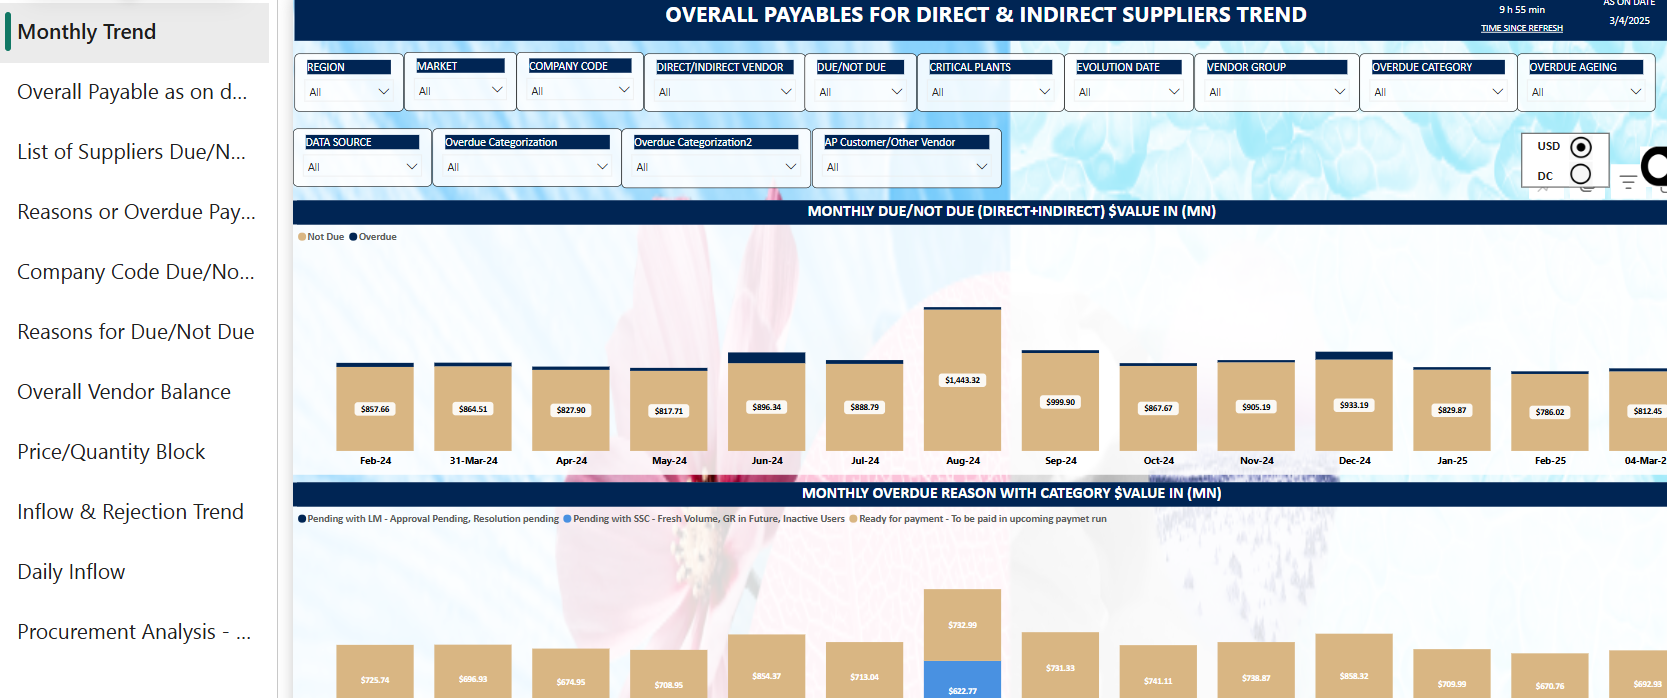 Monthly Trend
Overall Payable as on d...
List of Suppliers Due/N...
Reasons or Overdue Pay...
Company Code Due/No...
Reasons for Due/Not Due
Overall Vendor Balance
Price/Quantity Block
Inflow & Rejection Trend
Daily Inflow
Procurement Analysis - ...
OVERALL PAYABLES FOR DIRECT & INDIRECT SUPPLIERS TREND
9 h 55 min
TIME SINCE REFRESH
AS ON DATE
3/4/2025
REGION MARKET COMPANY CODE DIRECT/INDIRECT VENDOR DUE/NOT DUE CRITICAL PLANTS EVOLUTION DATE VENDOR GROUP OVERDUE CATEGORY OVERDUE AGEING
All All All All All All All All All All
DATA SOURCE Overdue Categorization Overdue Categorization2 AP Customer/Other Vendor
All All All All
USD
DC
MONTHLY DUE/NOT DUE (DIRECT+INDIRECT) $VALUE IN (MN)
Not Due Overdue
$857.66 $864.51 $827.90 $817.71 $896.34 $888.79 $1,443.32 $999.90 $867.67 $905.19 $933.19 $829.87 $786.02 $812.45
Feb-24 31-Mar-24 Apr-24 May-24 Jun-24 Jul-24 Aug-24 Sep-24 Oct-24 Nov-24 Dec-24 Jan-25 Feb-25 04-Mar-2
MONTHLY OVERDUE REASON WITH CATEGORY $VALUE IN (MN)
Pending with LM - Approval Pending, Resolution pending Pending with SSC - Fresh Volume, GR in Future, Inactive Users Ready for payment - To be paid in upcoming paymet run
$732.99
$725.74 $696.93 $674.95 $708.95 $854.37 $713.04 $622.77 $731.33 $741.11 $738.87 $858.32 $709.99 $670.76 $692.93